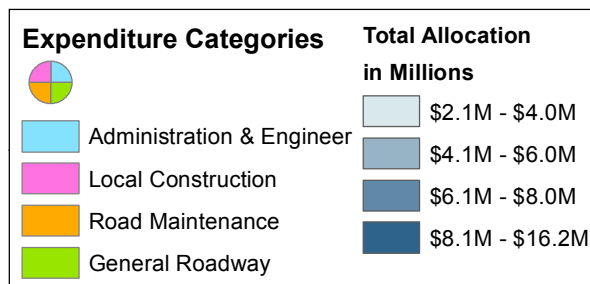 Expenditure Categories
Administration & Engineer
Local Construction
Road Maintenance
General Roadway
Total Allocation
in Millions
$2.1M - $4.0M
$4.1M - $6.0M
$6.1M - $8.0M
$8.1M - $16.2M